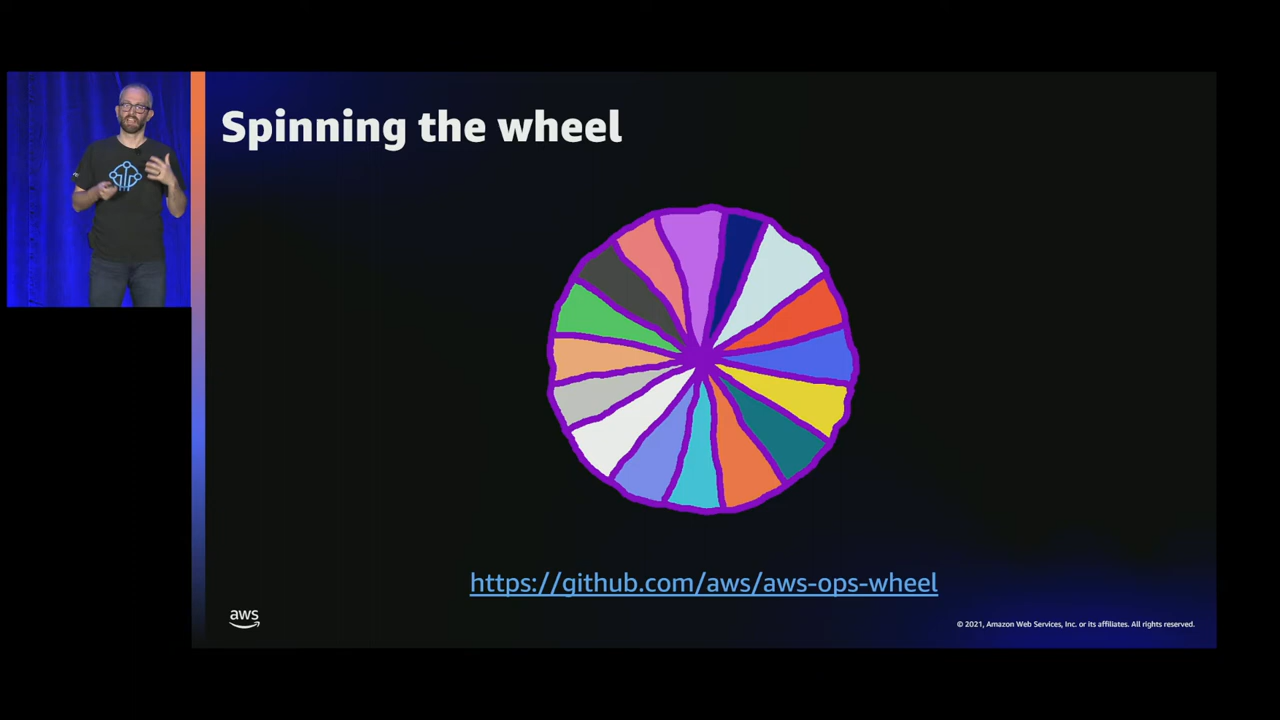 Spinning the wheel
https://github.com/aws/aws-ops-wheel
aws
© 2021, Amazon Web Services, Inc. or its affiliates. All rights reserved.